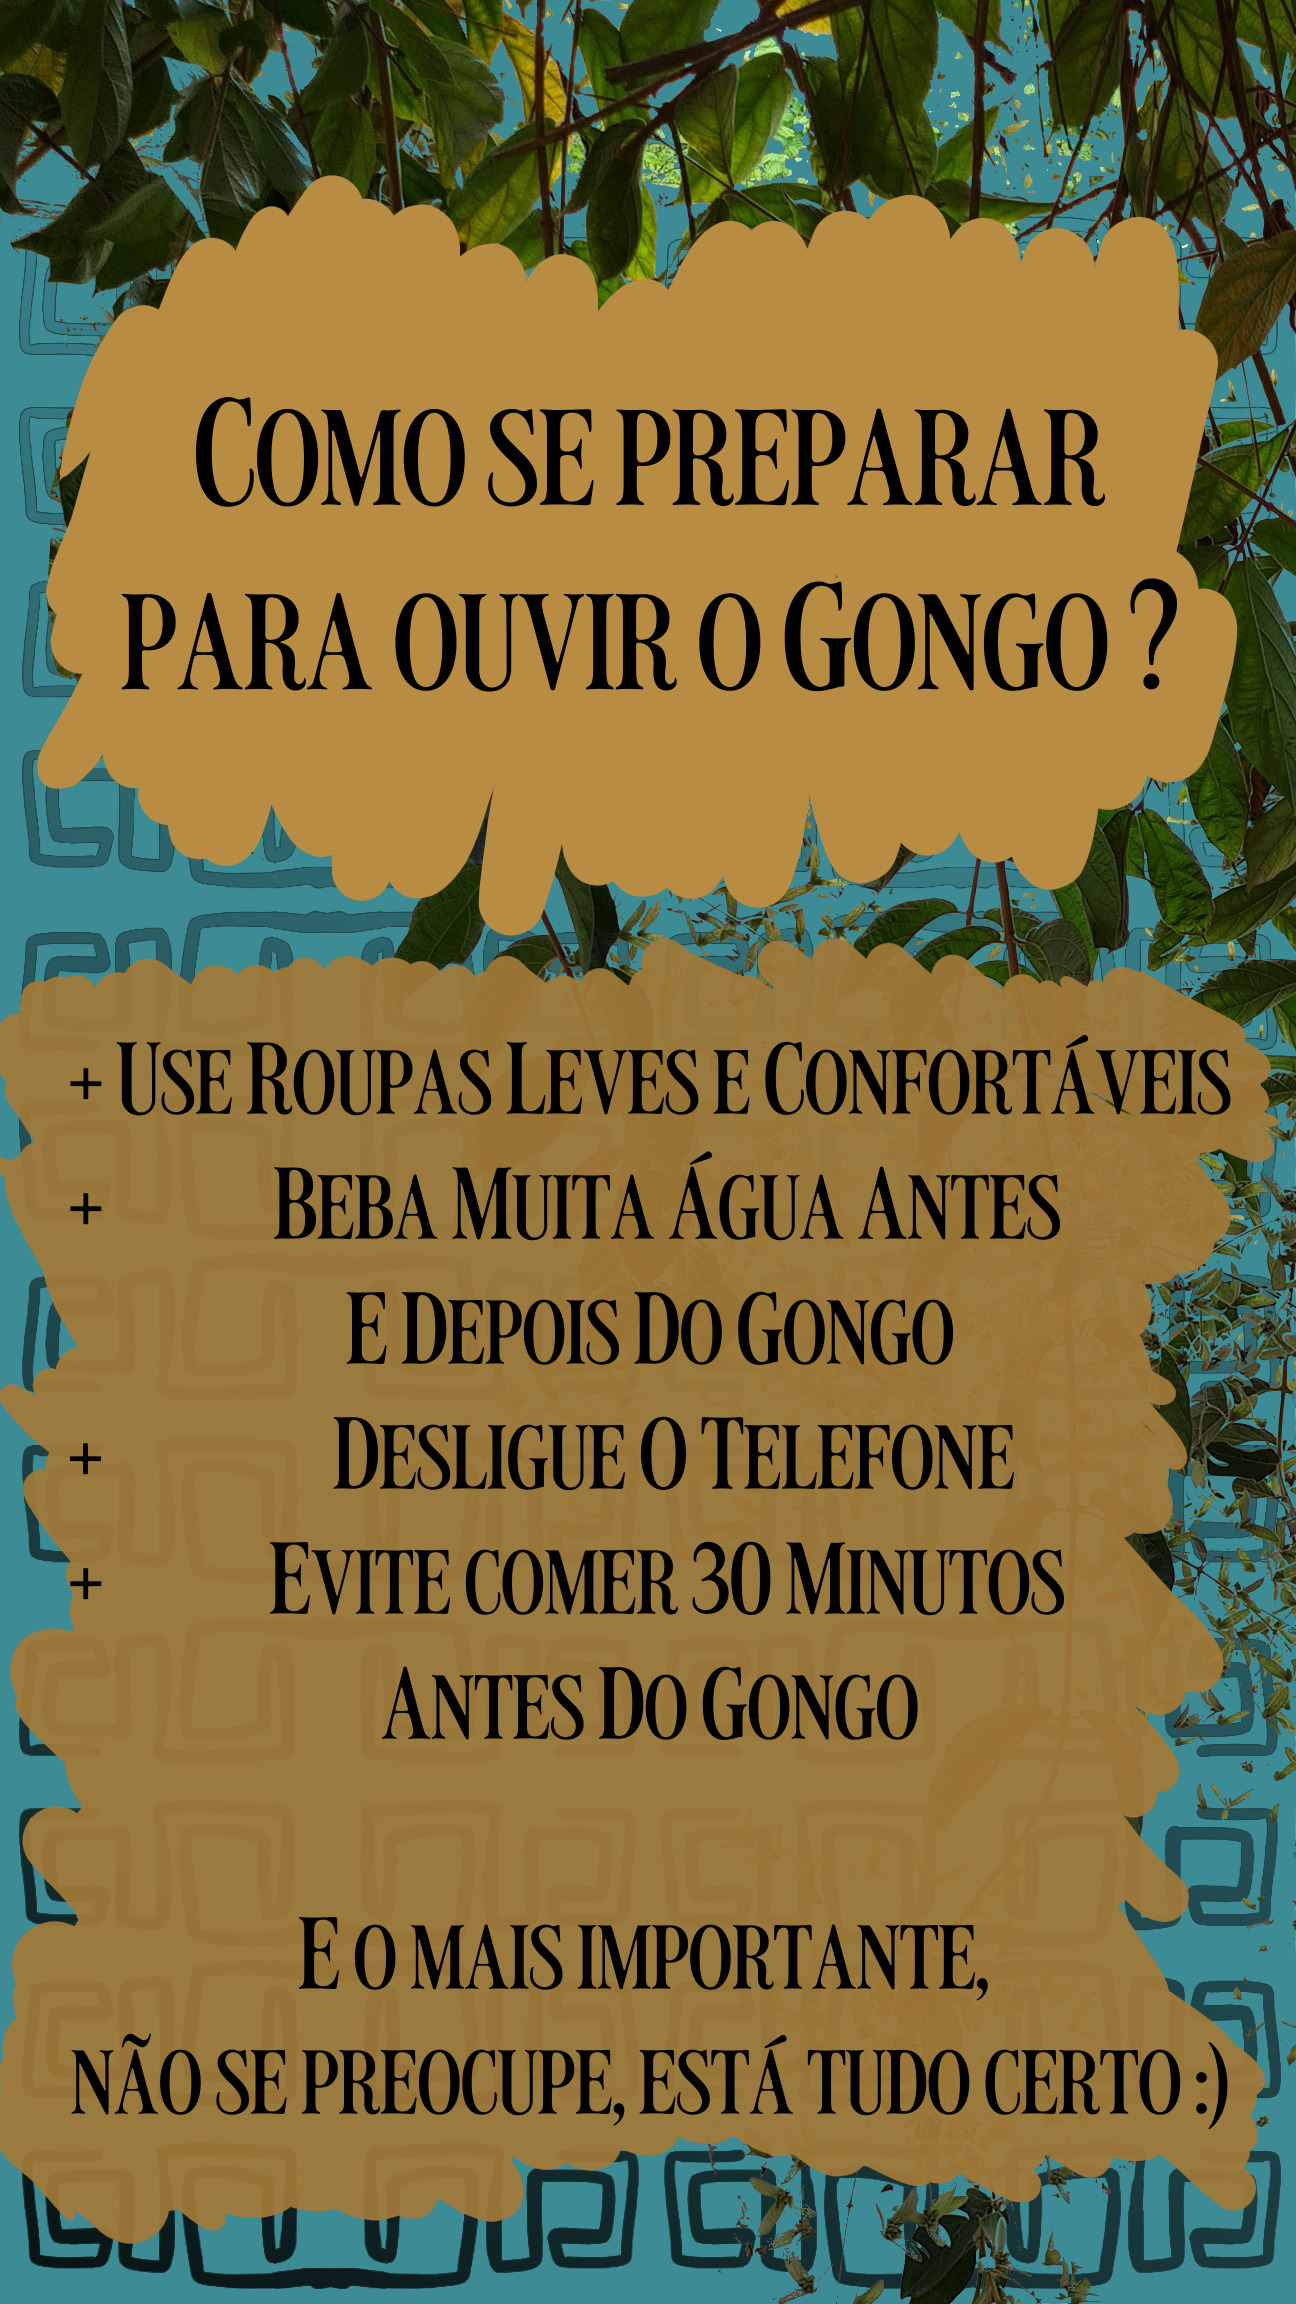 Como se preparar
para ouvir o Gongo ?
+ Use Roupas Leves e Confortáveis
+ Beba Muita Água Antes
E Depois Do Gongo
+ Desligue O Telefone
+ Evite comer 30 Minutos
Antes Do Gongo
E o mais importante,
não se preocupe, está tudo certo :)